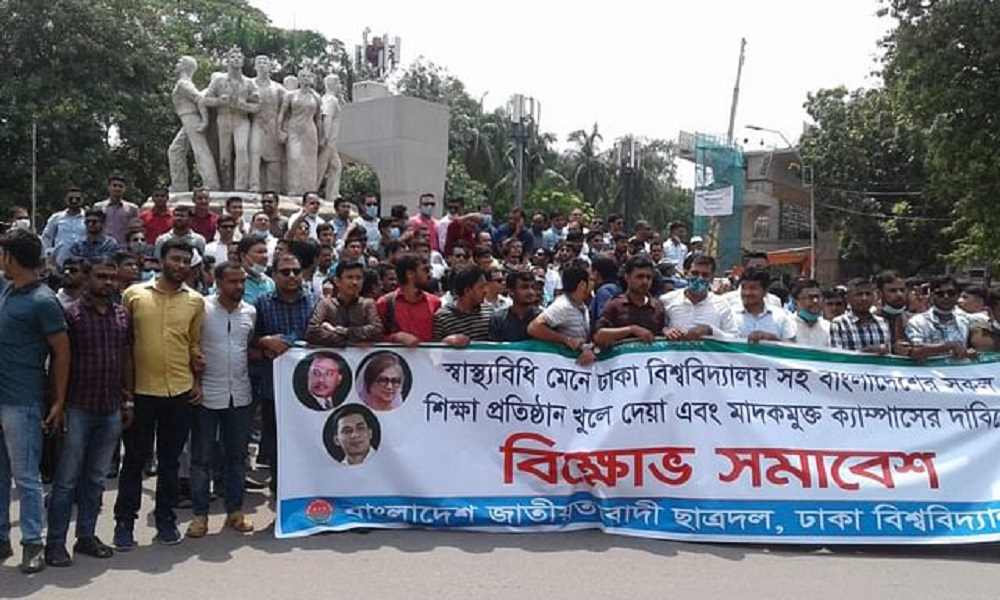 স্বাস্থ্যবিধি মেনে ঢাকা বিশ্ববিদ্যালয় সহ বাংলাদেশের সকল
শিক্ষা প্রতিষ্ঠান খুলে দেয়া এবং মাদকমুক্ত ক্যাম্পাসের দাবিতে
বিক্ষোভ সমাবেশ
বাংলাদেশ জাতীয়তাবাদী ছাত্রদল, ঢাকা বিশ্ববিদ্যা